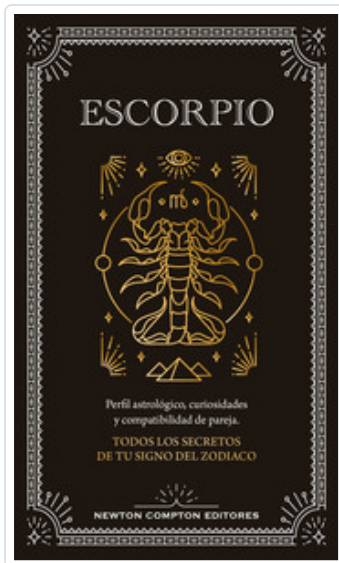 ESCORPIO
Perfil astrológico, curiosidades
y compatibilidad de pareja.
TODOS LOS SECRETOS
DE TU SIGNO DEL ZODIACO
NEWTON COMPTON EDITORES